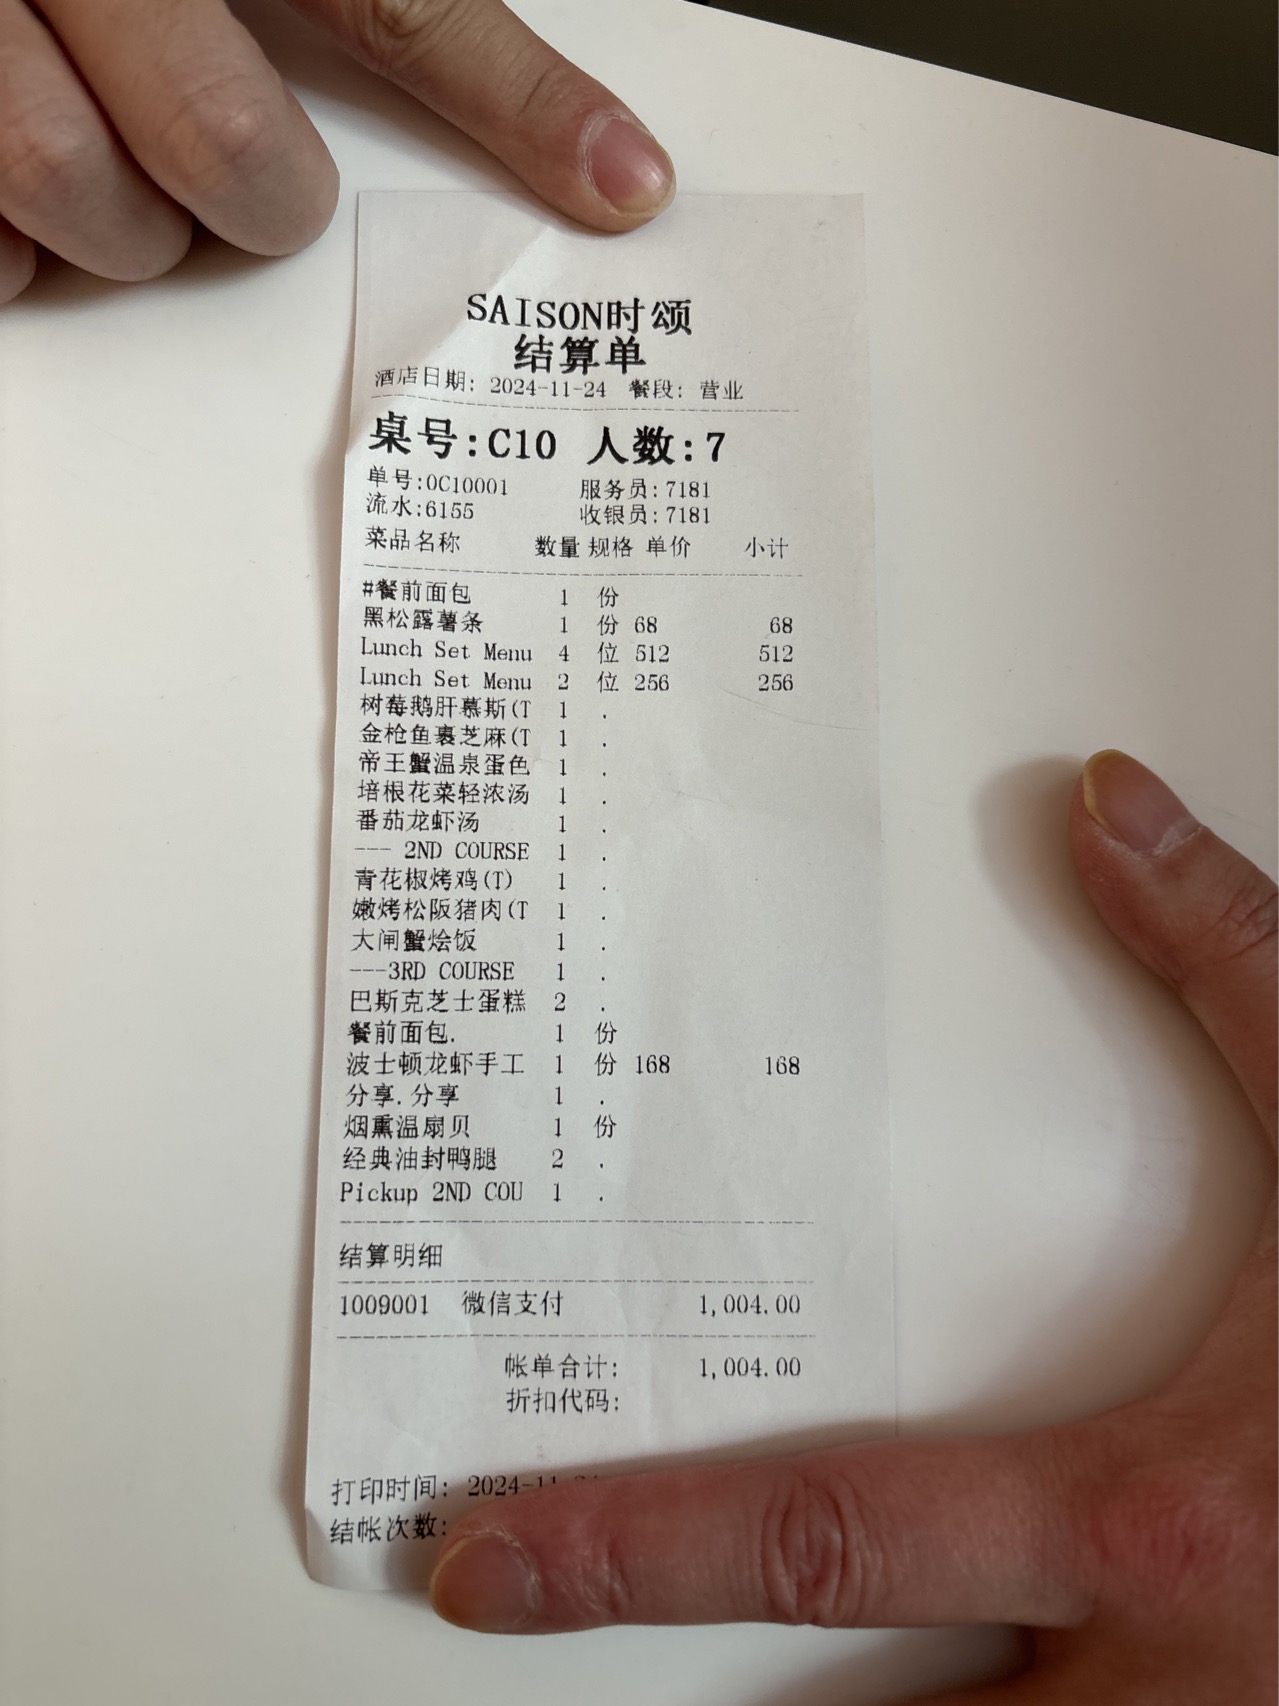 SAISON时颂
结算单
酒店日期: 2024-11-24 餐段: 营业
桌号:C10 人数:7
单号:0C10001 服务员:7181
流水:6155 收银员:7181
菜品名称 数量 规格 单价 小计
#餐前面包 1 份
黑松露薯条 1 份 68 68
Lunch Set Menu 4 位 512 512
Lunch Set Menu 2 位 256 256
树莓鹅肝慕斯(T 1 .
金枪鱼裹芝麻(T 1 .
帝王蟹温泉蛋色 1 .
培根花菜轻浓汤 1 .
番茄龙虾汤 1 .
--- 2ND COURSE 1 .
青花椒烤鸡(T) 1 .
嫩烤松阪猪肉(T 1 .
大闸蟹烩饭 1 .
---3RD COURSE 1 .
巴斯克芝士蛋糕 2 .
餐前面包. 1 份
波士顿龙虾手工 1 份 168 168
分享.分享 1 .
烟熏温扇贝 1 份
经典油封鸭腿 2 .
Pickup 2ND COU 1 .
结算明细
1009001 微信支付 1,004.00
帐单合计: 1,004.00
折扣代码:
打印时间: 2024-11-
结帐次数: